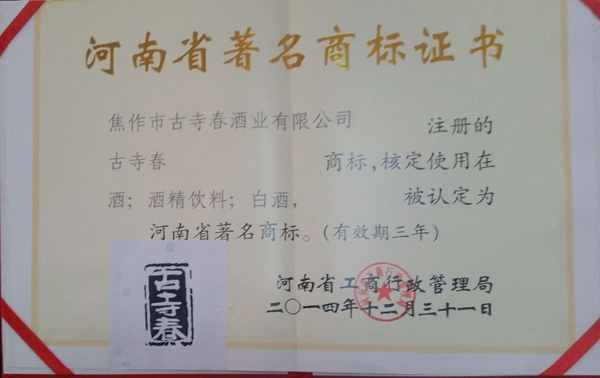 河南省著名商标证书
焦作市古寺春酒业有限公司 注册的
古寺春 商标，核定使用在
酒；酒精饮料；白酒， 被认定为
河南省著名商标。(有效期三年)
河南省工商行政管理局
二〇一四年十二月三十一日
古寺春